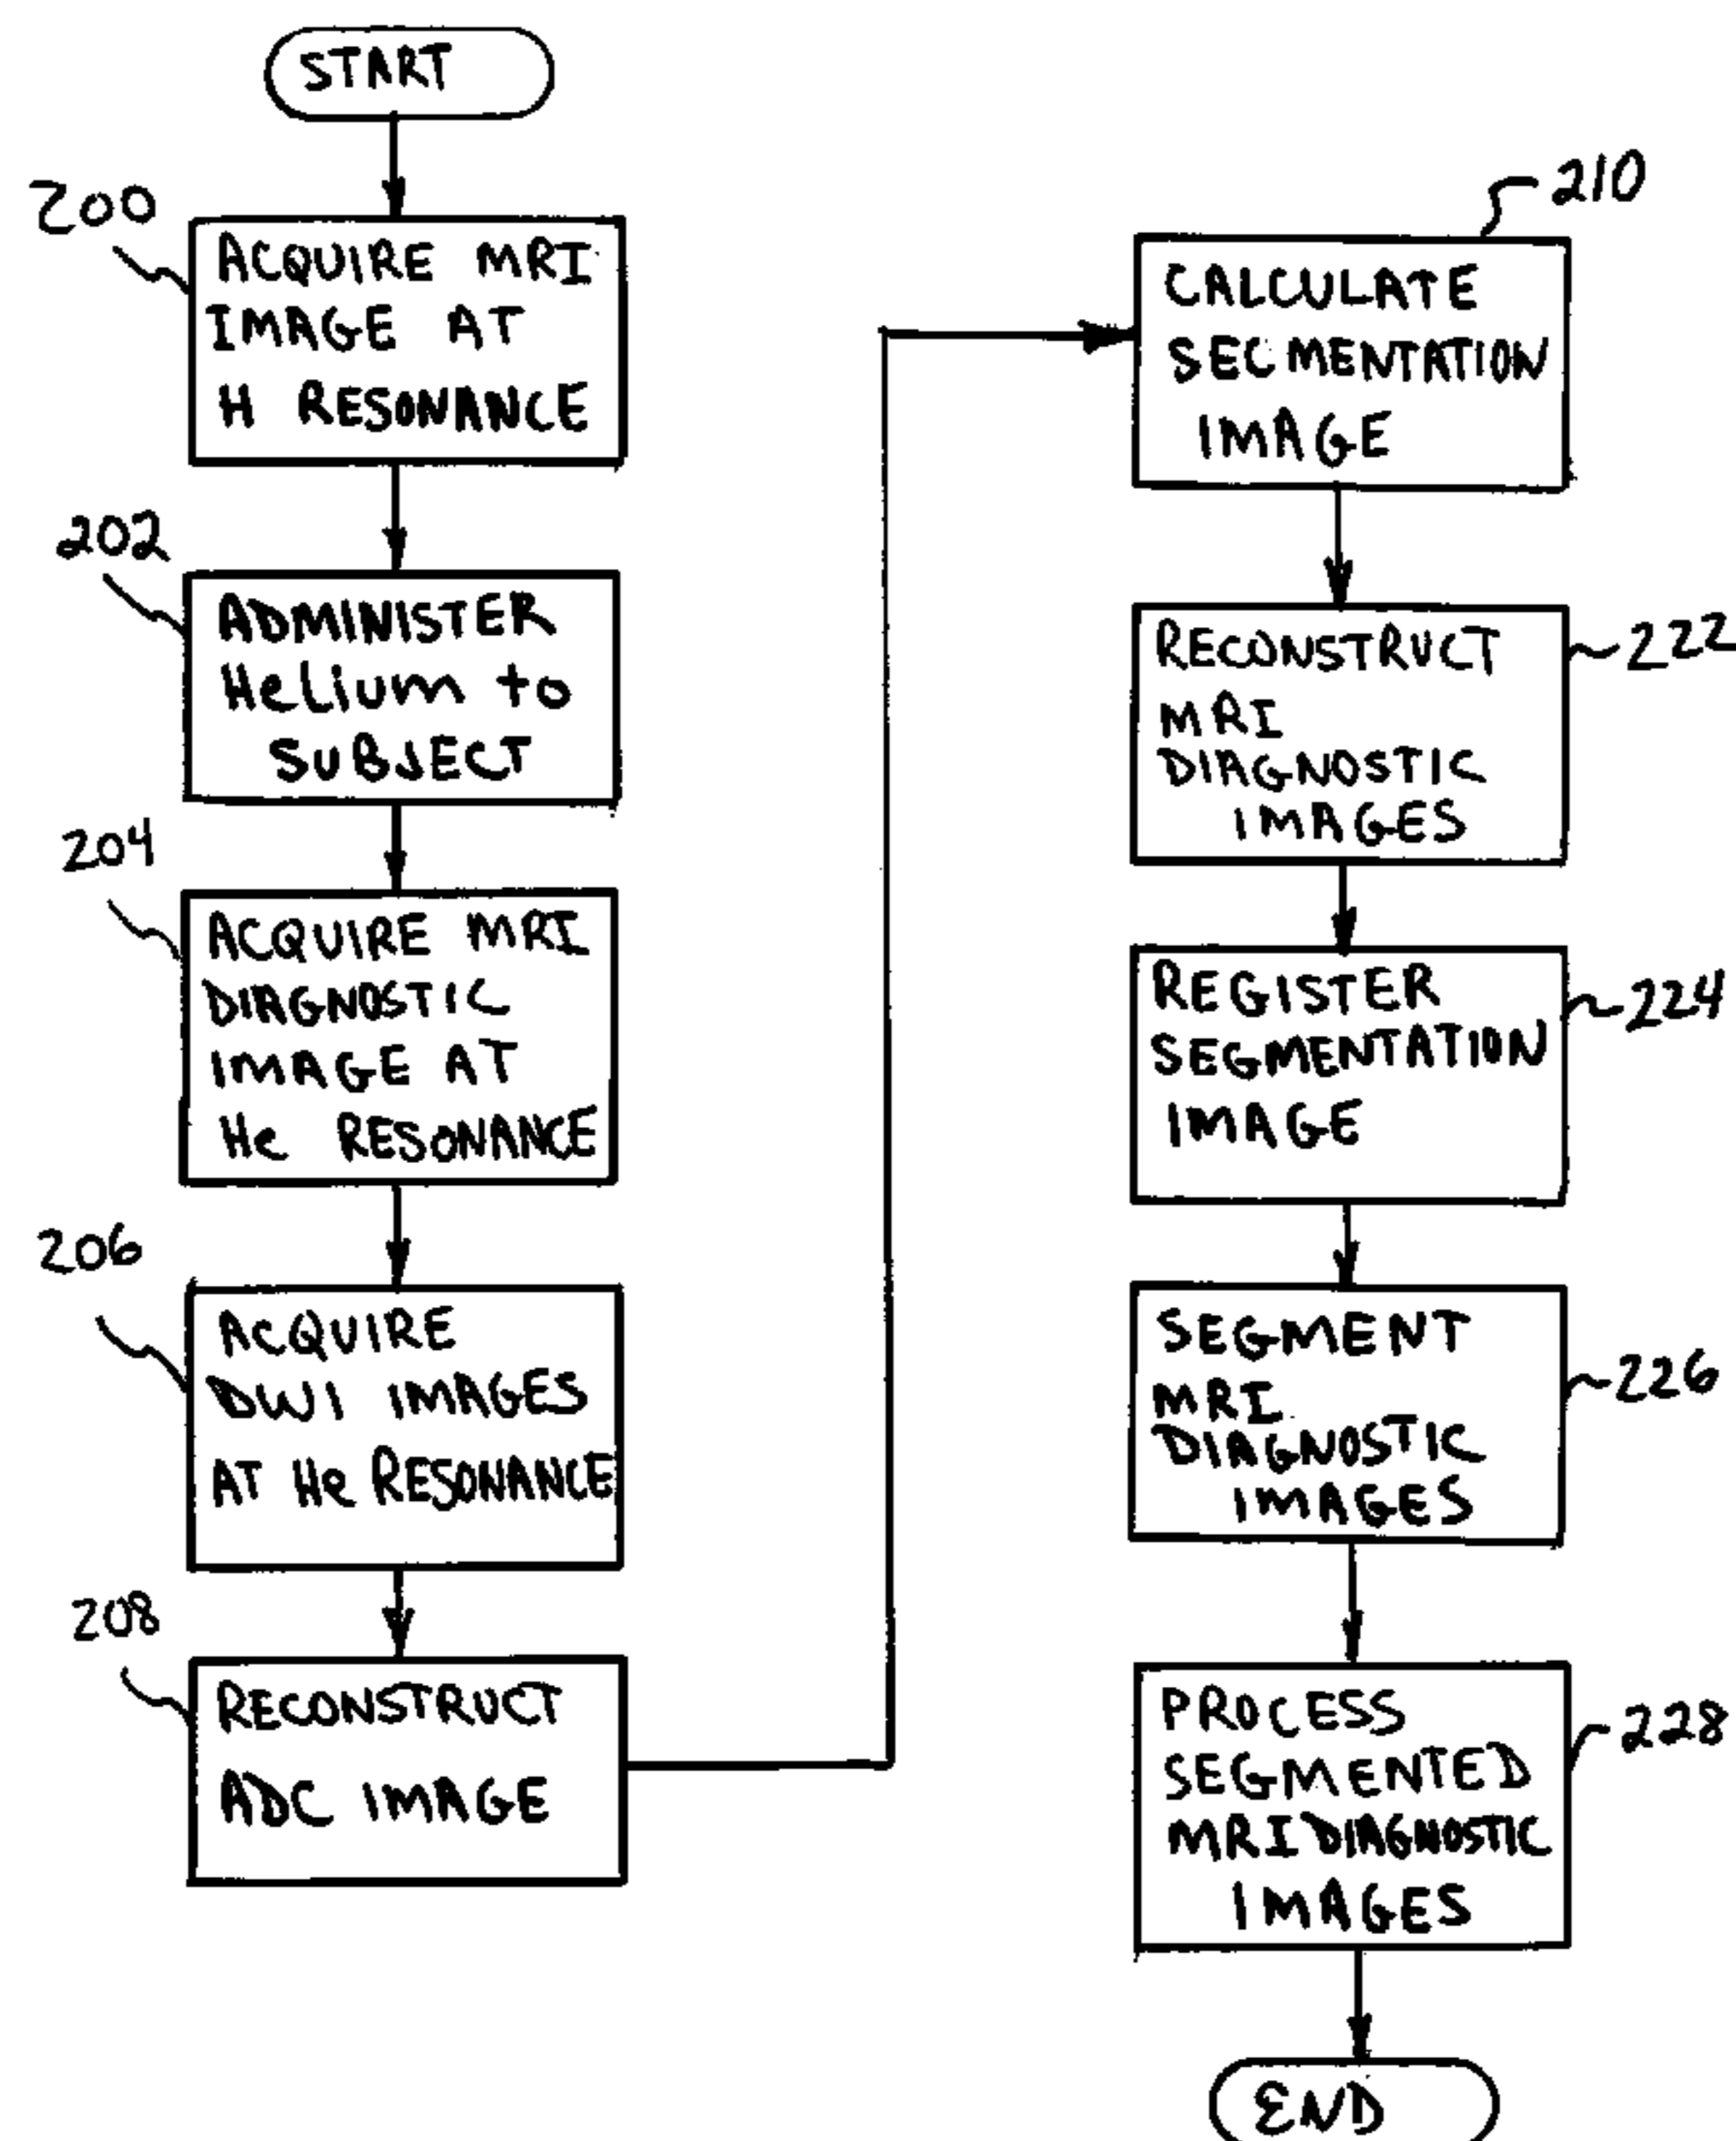 START
200
ACQUIRE MRI
IMAGE AT
H RESONANCE
202
ADMINISTER
Helium to
SUBJECT
204
ACQUIRE MRI
DIAGNOSTIC
IMAGE AT
He RESONANCE
206
ACQUIRE
DWI IMAGES
AT He RESONANCE
208
RECONSTRUCT
ADC IMAGE
210
CALCULATE
SEGMENTATION
IMAGE
222
RECONSTRUCT
MRI
DIAGNOSTIC
IMAGES
224
REGISTER
SEGMENTATION
IMAGE
226
SEGMENT
MRI
DIAGNOSTIC
IMAGES
228
PROCESS
SEGMENTED
MRI DIAGNOSTIC
IMAGES
END